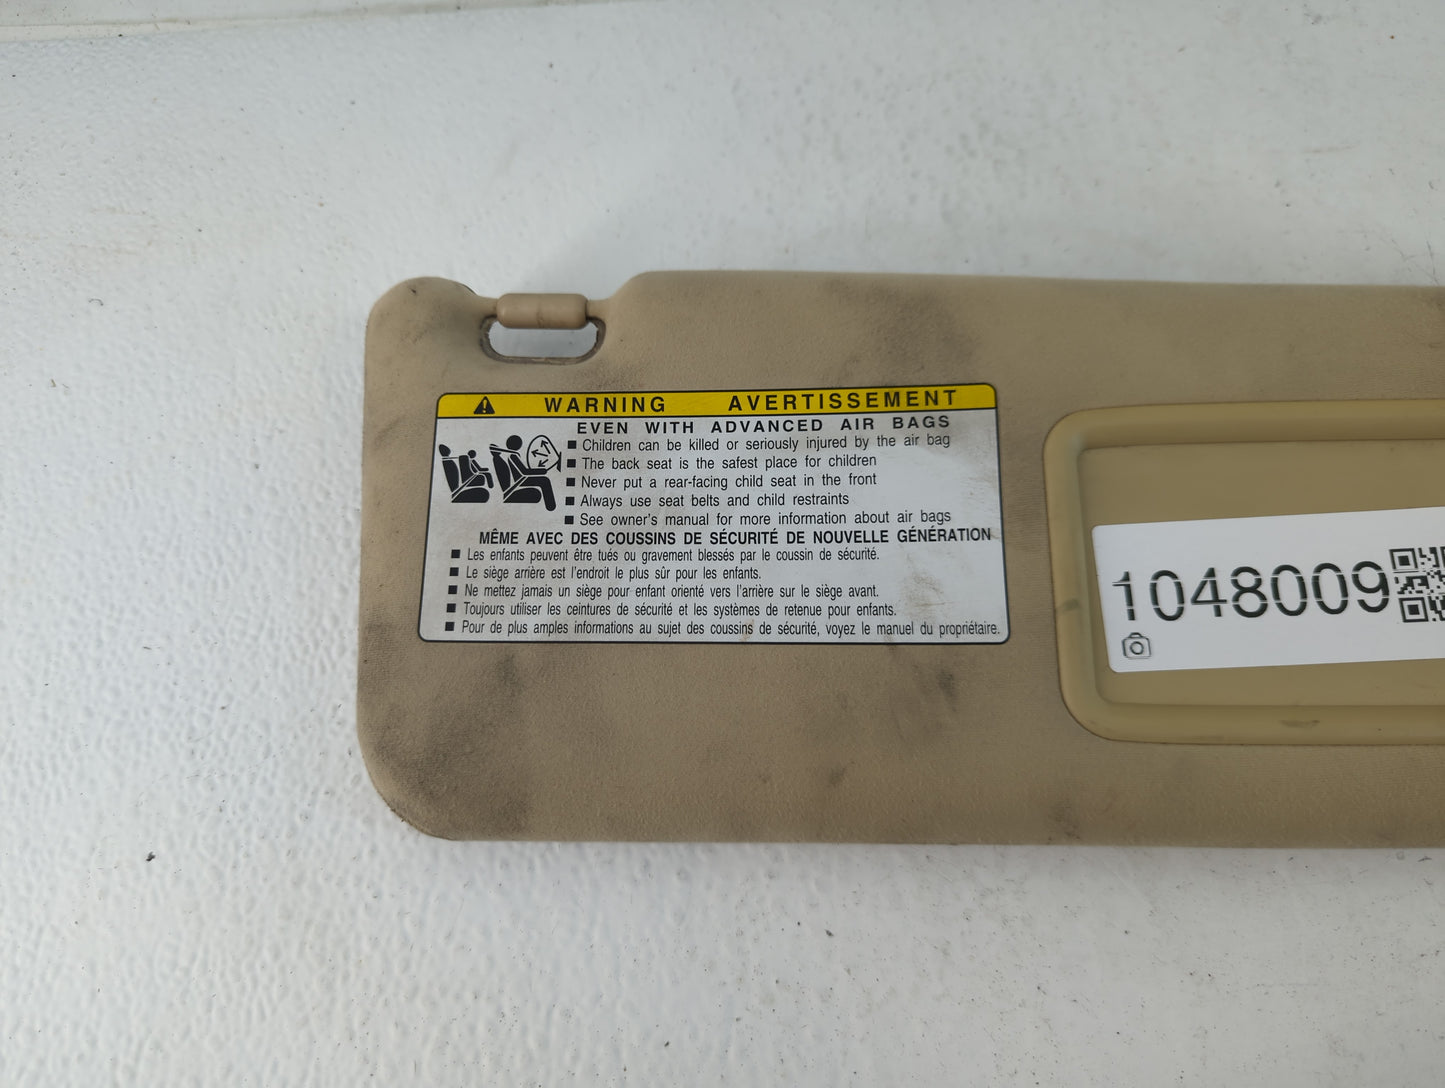 WARNING AVERTISSEMENT
EVEN WITH ADVANCED AIR BAGS
■ Children can be killed or seriously injured by the air bag
■ The back seat is the safest place for children
■ Never put a rear-facing child seat in the front
■ Always use seat belts and child restraints
■ See owner's manual for more information about air bags
MÊME AVEC DES COUSSINS DE SÉCURITÉ DE NOUVELLE GÉNÉRATION
■ Les enfants peuvent être tués ou gravement blessés par le coussin de sécurité.
■ Le siège arrière est l'endroit le plus sûr pour les enfants.
■ Ne mettez jamais un siège pour enfant orienté vers l'arrière sur le siège avant.
■ Toujours utiliser les ceintures de sécurité et les systèmes de retenue pour enfants.
■ Pour de plus amples informations au sujet des coussins de sécurité, voyez le manuel du propriétaire.
1048009